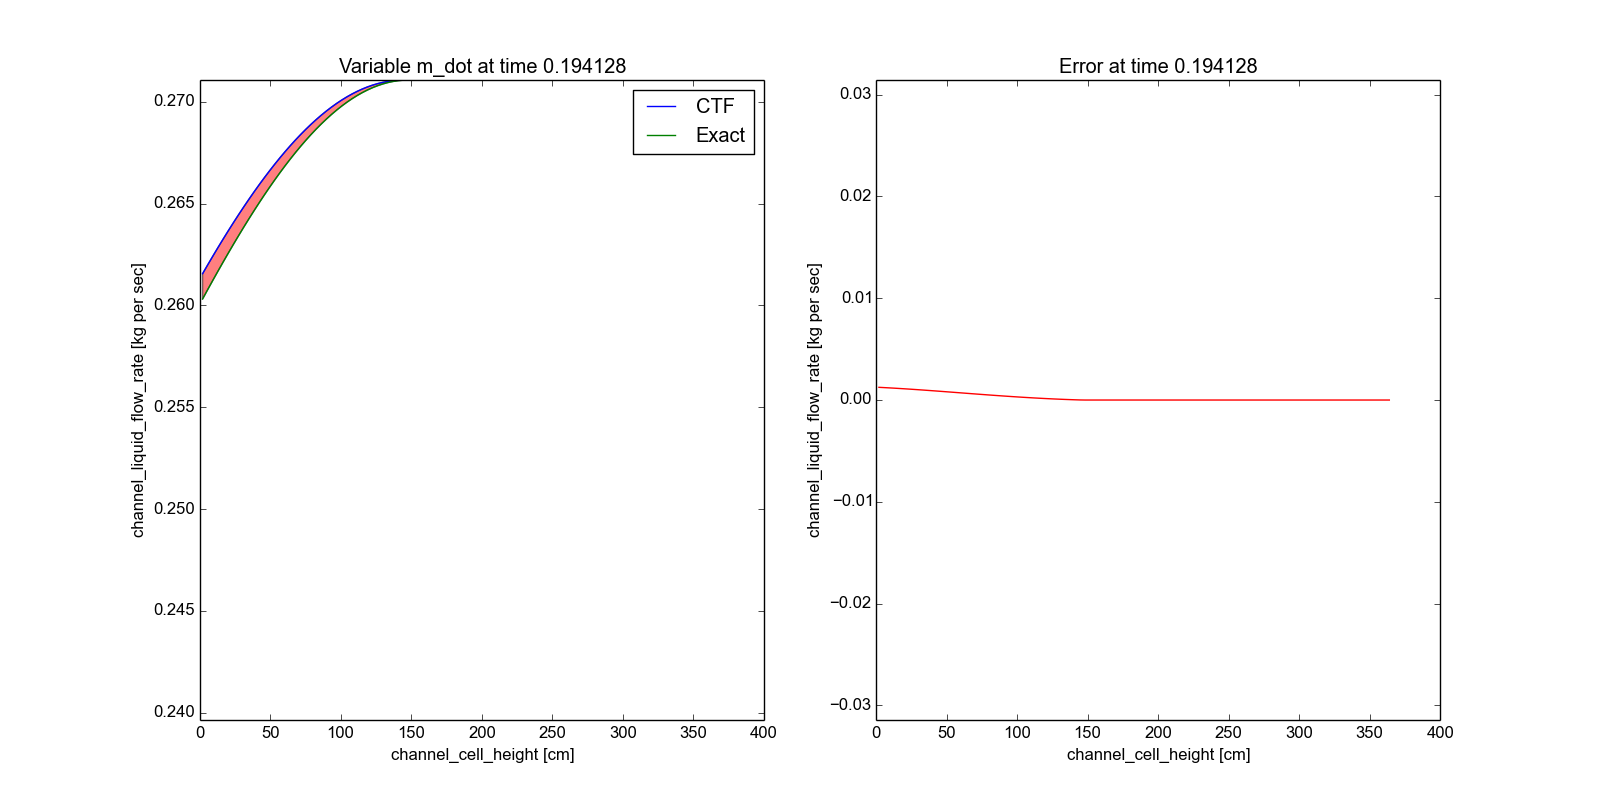 Variable m_dot at time 0.194128
0.270
0.265
0.260
0.255
0.250
0.245
0.240
channel_liquid_flow_rate [kg per sec]
CTF
Exact
0 50 100 150 200 250 300 350 400
channel_cell_height [cm]
Error at time 0.194128
0.03
0.02
0.01
0.00
−0.01
−0.02
−0.03
channel_liquid_flow_rate [kg per sec]
0 50 100 150 200 250 300 350 400
channel_cell_height [cm]